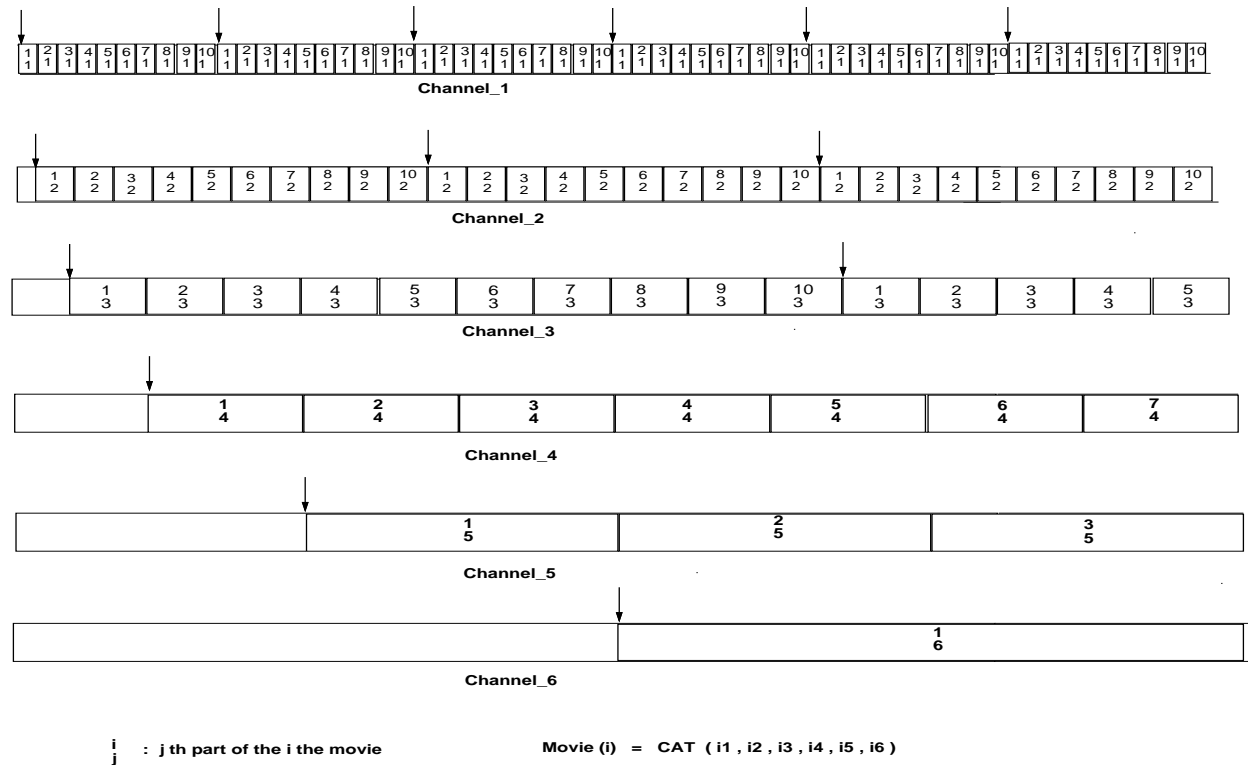 1 2 3 4 5 6 7 8 9 10 1 2 3 4 5 6 7 8 9 10 1 2 3 4 5 6 7 8 9 10 1 2 3 4 5 6 7 8 9 10 1 2 3 4 5 6 7 8 9 10 1 2 3 4 5 6 7 8 9 10
1 1 1 1 1 1 1 1 1 1 1 1 1 1 1 1 1 1 1 1 1 1 1 1 1 1 1 1 1 1 1 1 1 1 1 1 1 1 1 1 1 1 1 1 1 1 1 1 1 1 1 1 1 1 1 1 1 1 1 1
Channel_1
1 2 3 4 5 6 7 8 9 10 1 2 3 4 5 6 7 8 9 10 1 2 3 4 5 6 7 8 9 10
2 2 2 2 2 2 2 2 2 2 2 2 2 2 2 2 2 2 2 2 2 2 2 2 2 2 2 2 2 2
Channel_2
1 2 3 4 5 6 7 8 9 10 1 2 3 4 5
3 3 3 3 3 3 3 3 3 3 3 3 3 3 3
Channel_3
1 2 3 4 5 6 7
4 4 4 4 4 4 4
Channel_4
1 2 3
5 5 5
Channel_5
1
6
Channel_6
i
j : j th part of the i the movie Movie (i) = CAT ( i1 , i2 , i3 , i4 , i5 , i6 )